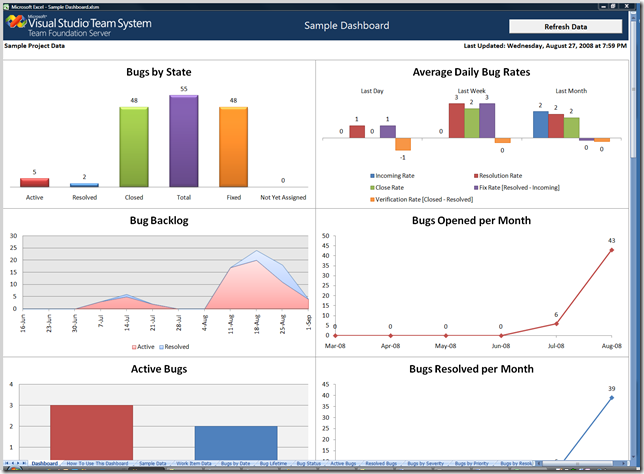 Microsoft Excel - Sample Dashboard.xlsm
Microsoft
Visual Studio Team System
Team Foundation Server
Sample Dashboard
Refresh Data
Sample Project Data
Last Updated: Wednesday, August 27, 2008 at 7:59 PM
Bugs by State
5
2
48
55
48
0
Active Resolved Closed Total Fixed Not Yet Assigned
Average Daily Bug Rates
Last Day Last Week Last Month
0 1 0 1 -1
0 3 2 3 0
2 2 2 0 0
Incoming Rate Resolution Rate
Close Rate Fix Rate [Resolved - Incoming]
Verification Rate [Closed - Resolved]
Bug Backlog
30
25
20
15
10
5
0
16-Jun 23-Jun 30-Jun 7-Jul 14-Jul 21-Jul 28-Jul 4-Aug 11-Aug 18-Aug 25-Aug 1-Sep
Active Resolved
Bugs Opened per Month
50
45
40
35
30
25
20
15
10
5
0
0 0 0 0 6 43
Mar-08 Apr-08 May-08 Jun-08 Jul-08 Aug-08
Active Bugs
4
3
2
1
Bugs Resolved per Month
45
40
35
30
25
20
15
10
39
Dashboard How To Use The Dashboard Sample Data Work Item Data Bugs by Date Bug Lifetime Bug Status Active Bugs Resolved Bugs Bugs by Severity Bugs by Priority Bugs by Resolu